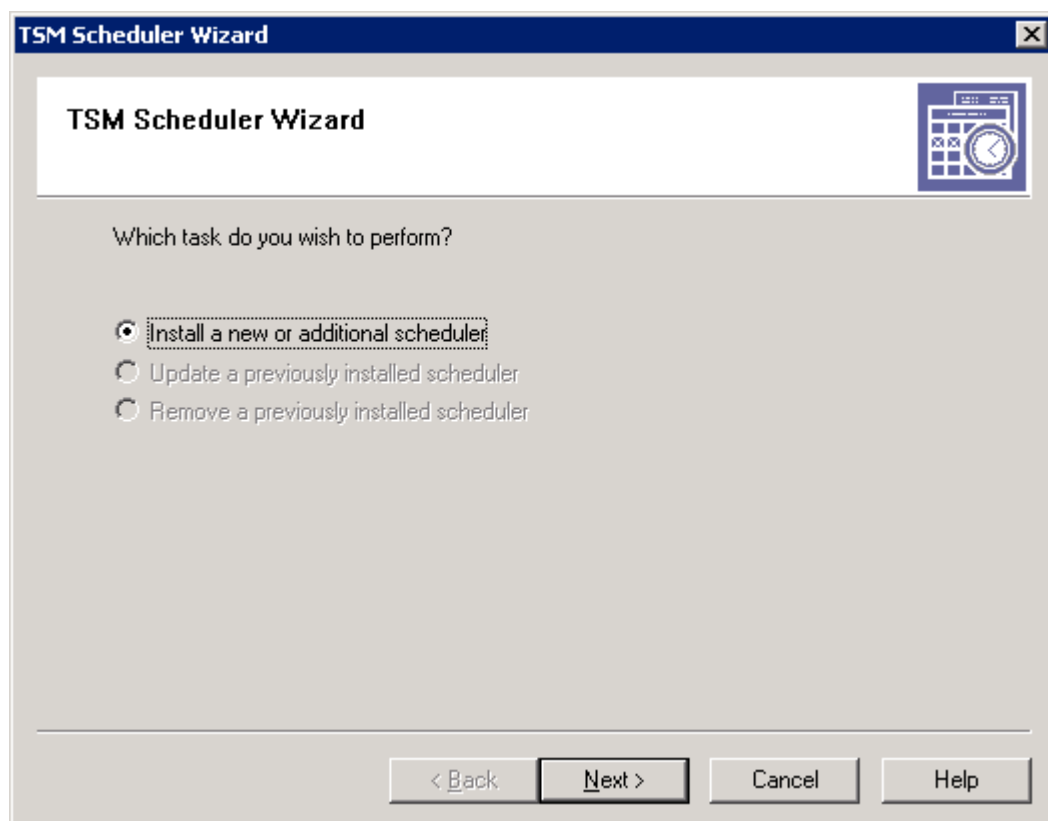 TSM Scheduler Wizard
TSM Scheduler Wizard
Which task do you wish to perform?
Install a new or additional scheduler
Update a previously installed scheduler
Remove a previously installed scheduler
< Back Next > Cancel Help